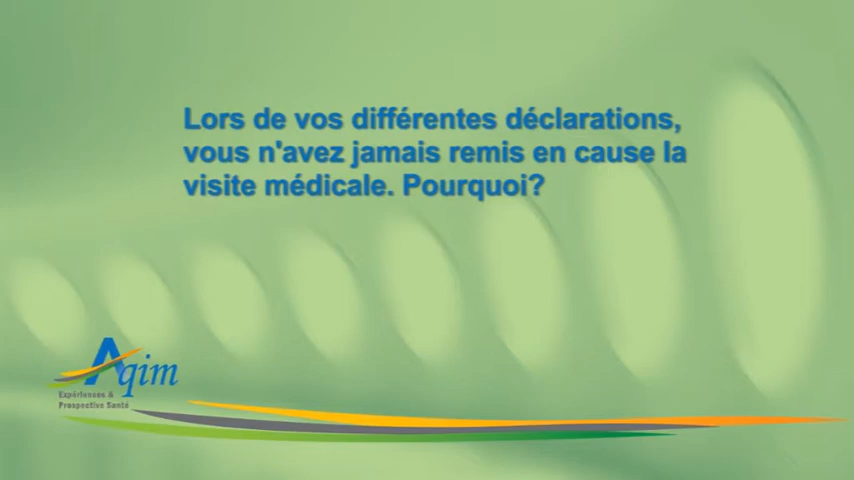 Lors de vos différentes déclarations,
vous n'avez jamais remis en cause la
visite médicale. Pourquoi?
Aqim
Expériences &
Prospective Santé